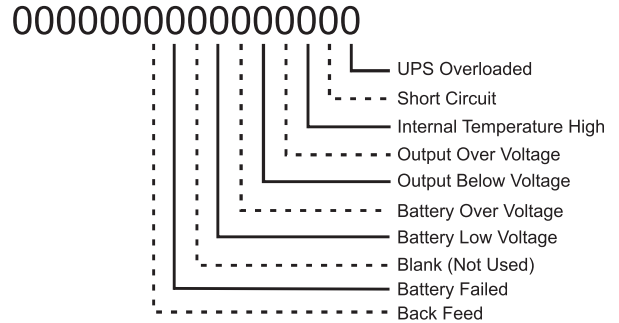 0000000000000000
UPS Overloaded
Short Circuit
Internal Temperature High
Output Over Voltage
Output Below Voltage
Battery Over Voltage
Battery Low Voltage
Blank (Not Used)
Battery Failed
Back Feed